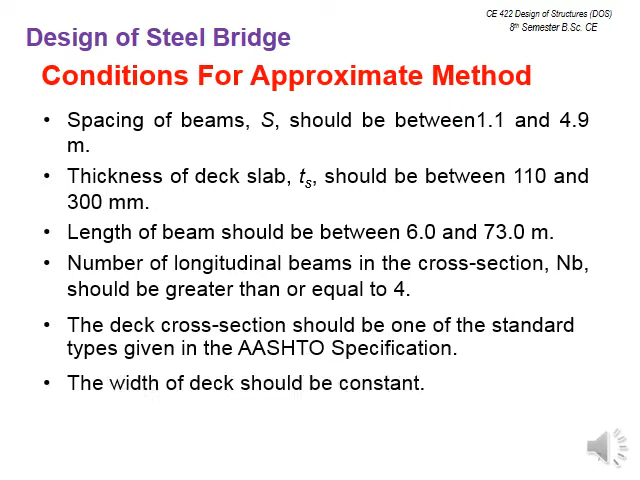 CE 422 Design of Structures (DOS)
8th Semester B.Sc. CE
Design of Steel Bridge
Conditions For Approximate Method
• Spacing of beams, S, should be between1.1 and 4.9
m.
• Thickness of deck slab, ts, should be between 110 and
300 mm.
• Length of beam should be between 6.0 and 73.0 m.
• Number of longitudinal beams in the cross-section, Nb,
should be greater than or equal to 4.
• The deck cross-section should be one of the standard
types given in the AASHTO Specification.
• The width of deck should be constant.